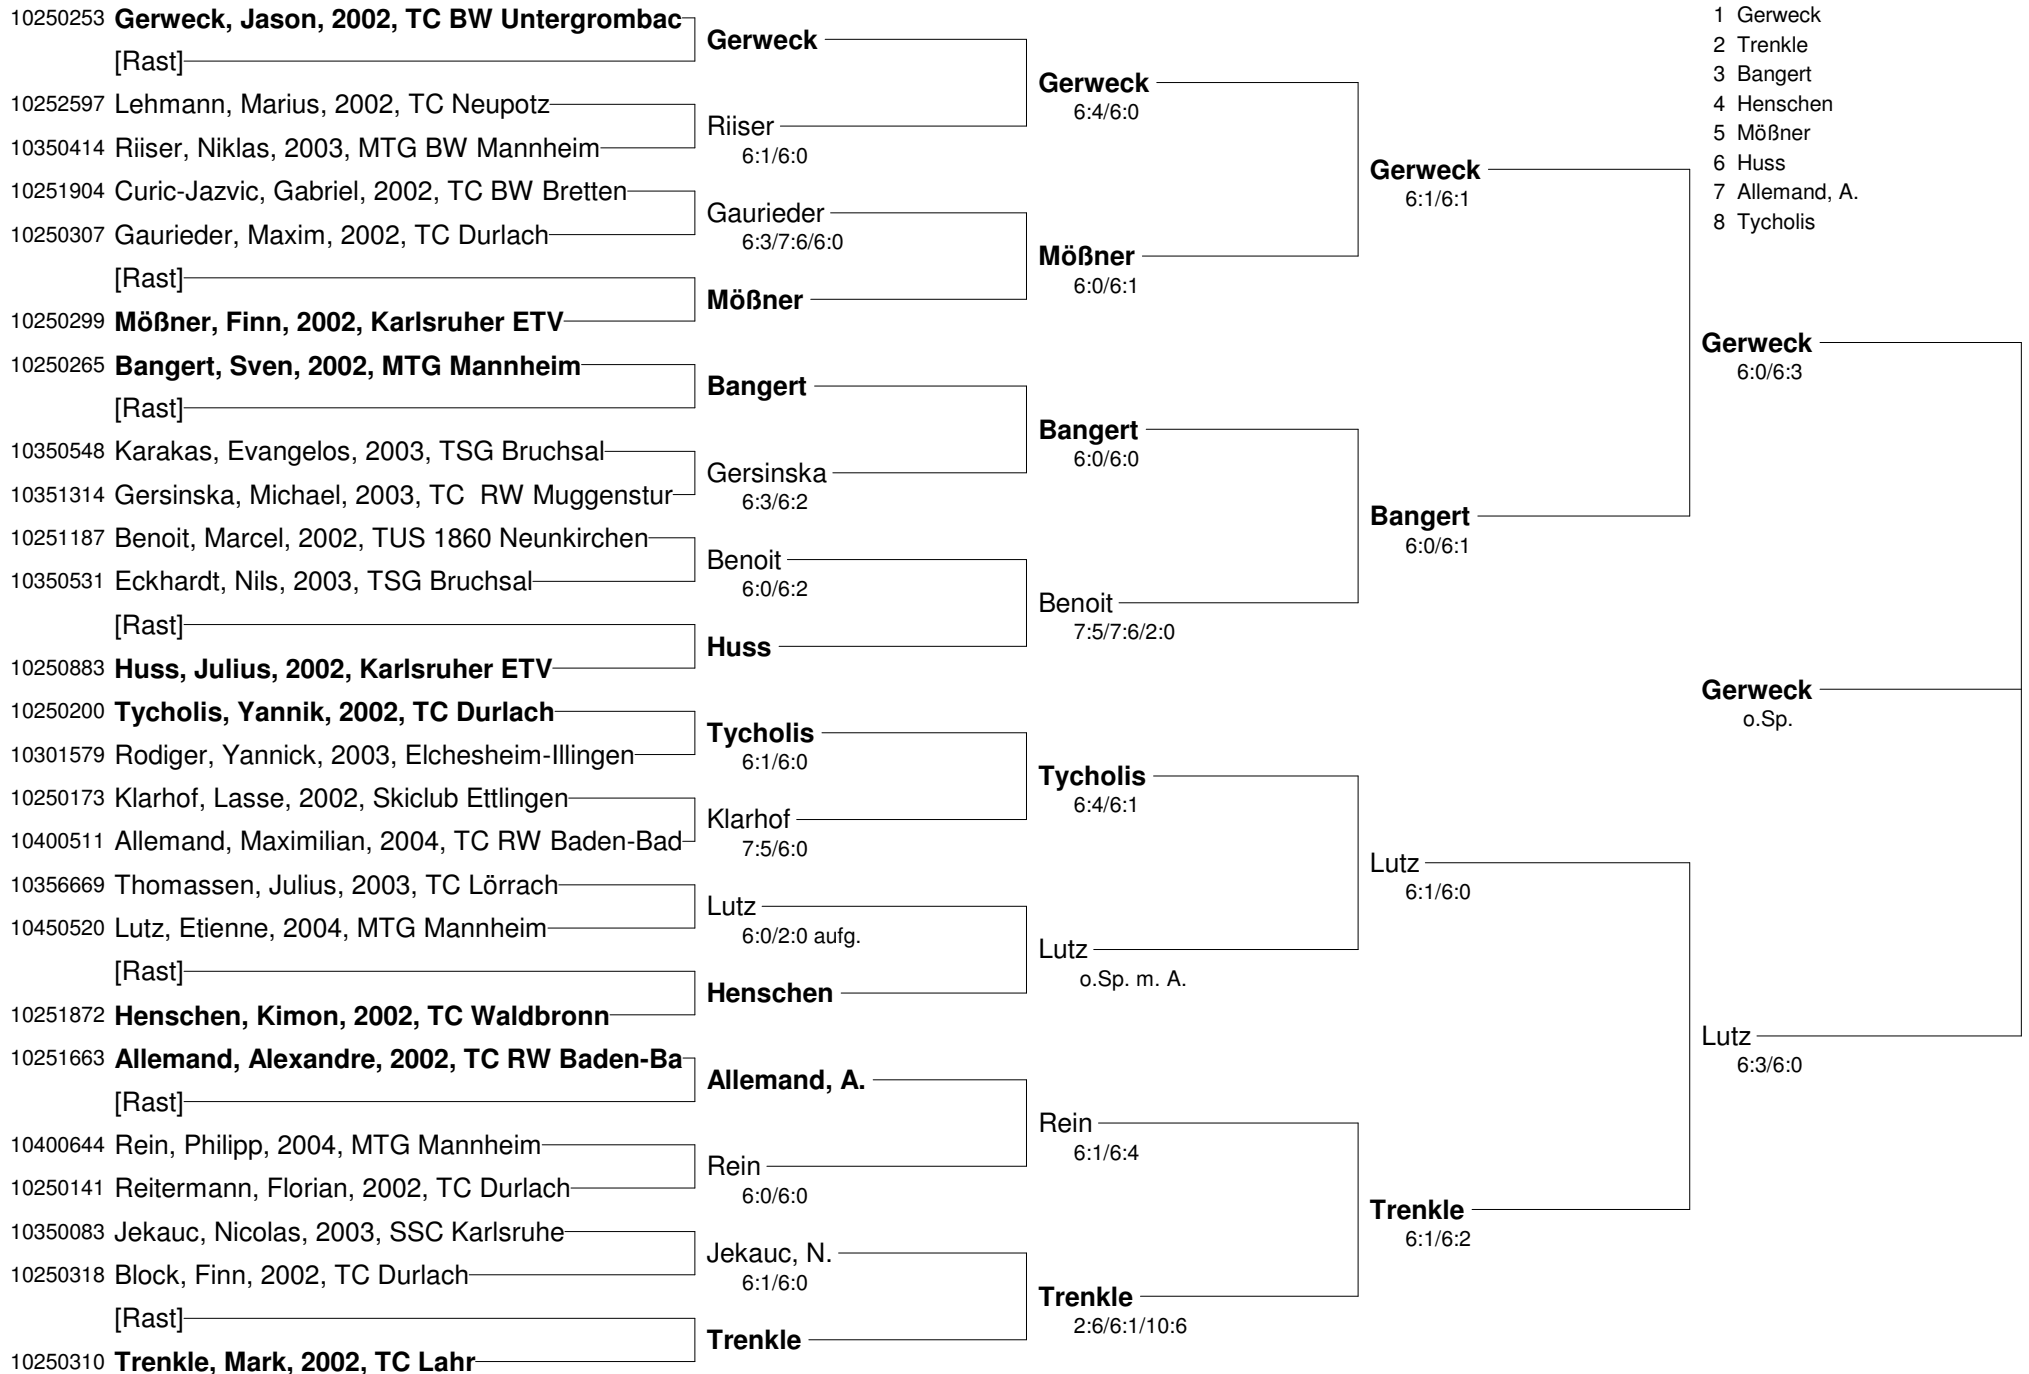 10250253 Gerweck, Jason, 2002, TC BW Untergrombac
[Rast]
10252597 Lehmann, Marius, 2002, TC Neupotz
10350414 Riiser, Niklas, 2003, MTG BW Mannheim
10251904 Curic-Jazvic, Gabriel, 2002, TC BW Bretten
10250307 Gaurieder, Maxim, 2002, TC Durlach
[Rast]
10250299 Mößner, Finn, 2002, Karlsruher ETV
10250265 Bangert, Sven, 2002, MTG Mannheim
[Rast]
10350548 Karakas, Evangelos, 2003, TSG Bruchsal
10351314 Gersinska, Michael, 2003, TC  RW Muggenstur
10251187 Benoit, Marcel, 2002, TUS 1860 Neunkirchen
10350531 Eckhardt, Nils, 2003, TSG Bruchsal
[Rast]
10250883 Huss, Julius, 2002, Karlsruher ETV
10250200 Tycholis, Yannik, 2002, TC Durlach
10301579 Rodiger, Yannick, 2003, Elchesheim-Illingen
10250173 Klarhof, Lasse, 2002, Skiclub Ettlingen
10400511 Allemand, Maximilian, 2004, TC RW Baden-Bad
10356669 Thomassen, Julius, 2003, TC Lörrach
10450520 Lutz, Etienne, 2004, MTG Mannheim
[Rast]
10251872 Henschen, Kimon, 2002, TC Waldbronn
10251663 Allemand, Alexandre, 2002, TC RW Baden-Ba
[Rast]
10400644 Rein, Philipp, 2004, MTG Mannheim
10250141 Reitermann, Florian, 2002, TC Durlach
10350083 Jekauc, Nicolas, 2003, SSC Karlsruhe
10250318 Block, Finn, 2002, TC Durlach
[Rast]
10250310 Trenkle, Mark, 2002, TC Lahr
Gerweck
Riiser
6:1/6:0
Gaurieder
6:3/7:6/6:0
Mößner
Bangert
Gersinska
6:3/6:2
Benoit
6:0/6:2
Huss
Tycholis
6:1/6:0
Klarhof
7:5/6:0
Lutz
6:0/2:0 aufg.
Henschen
Allemand, A.
Rein
6:0/6:0
Jekauc, N.
6:1/6:0
Trenkle
Gerweck
6:4/6:0
Mößner
6:0/6:1
Bangert
6:0/6:0
Benoit
7:5/7:6/2:0
Tycholis
6:4/6:1
Lutz
o.Sp. m. A.
Rein
6:1/6:4
Trenkle
2:6/6:1/10:6
Gerweck
6:1/6:1
Bangert
6:0/6:1
Lutz
6:1/6:0
Trenkle
6:1/6:2
Gerweck
6:0/6:3
Lutz
6:3/6:0
Gerweck
o.Sp.
1 Gerweck
2 Trenkle
3 Bangert
4 Henschen
5 Mößner
6 Huss
7 Allemand, A.
8 Tycholis